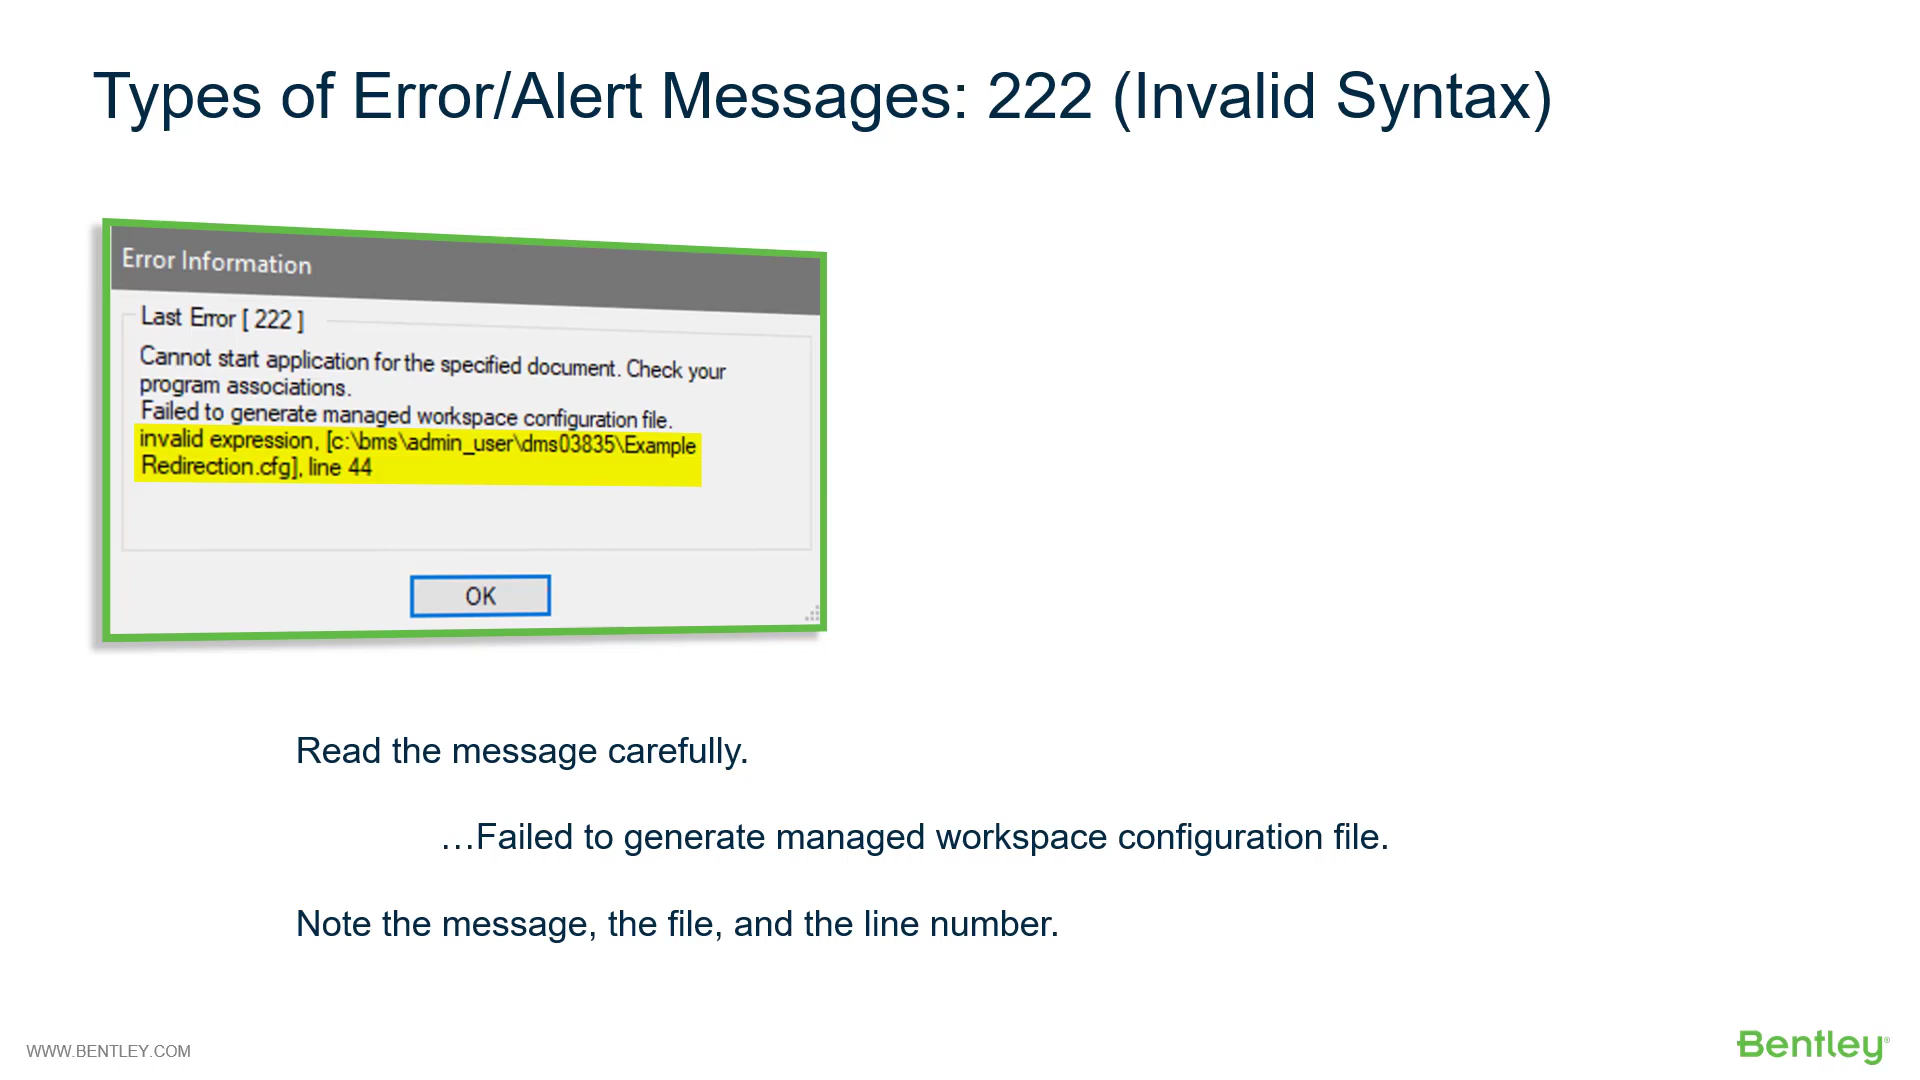 Types of Error/Alert Messages: 222 (Invalid Syntax)
Error Information
Last Error [ 222 ]
Cannot start application for the specified document. Check your
program associations.
Failed to generate managed workspace configuration file.
invalid expression, [c:\bms\admin_user\dms03835\Example
Redirection.cfg], line 44
OK
Read the message carefully.
…Failed to generate managed workspace configuration file.
Note the message, the file, and the line number.
WWW.BENTLEY.COM
Bentley®